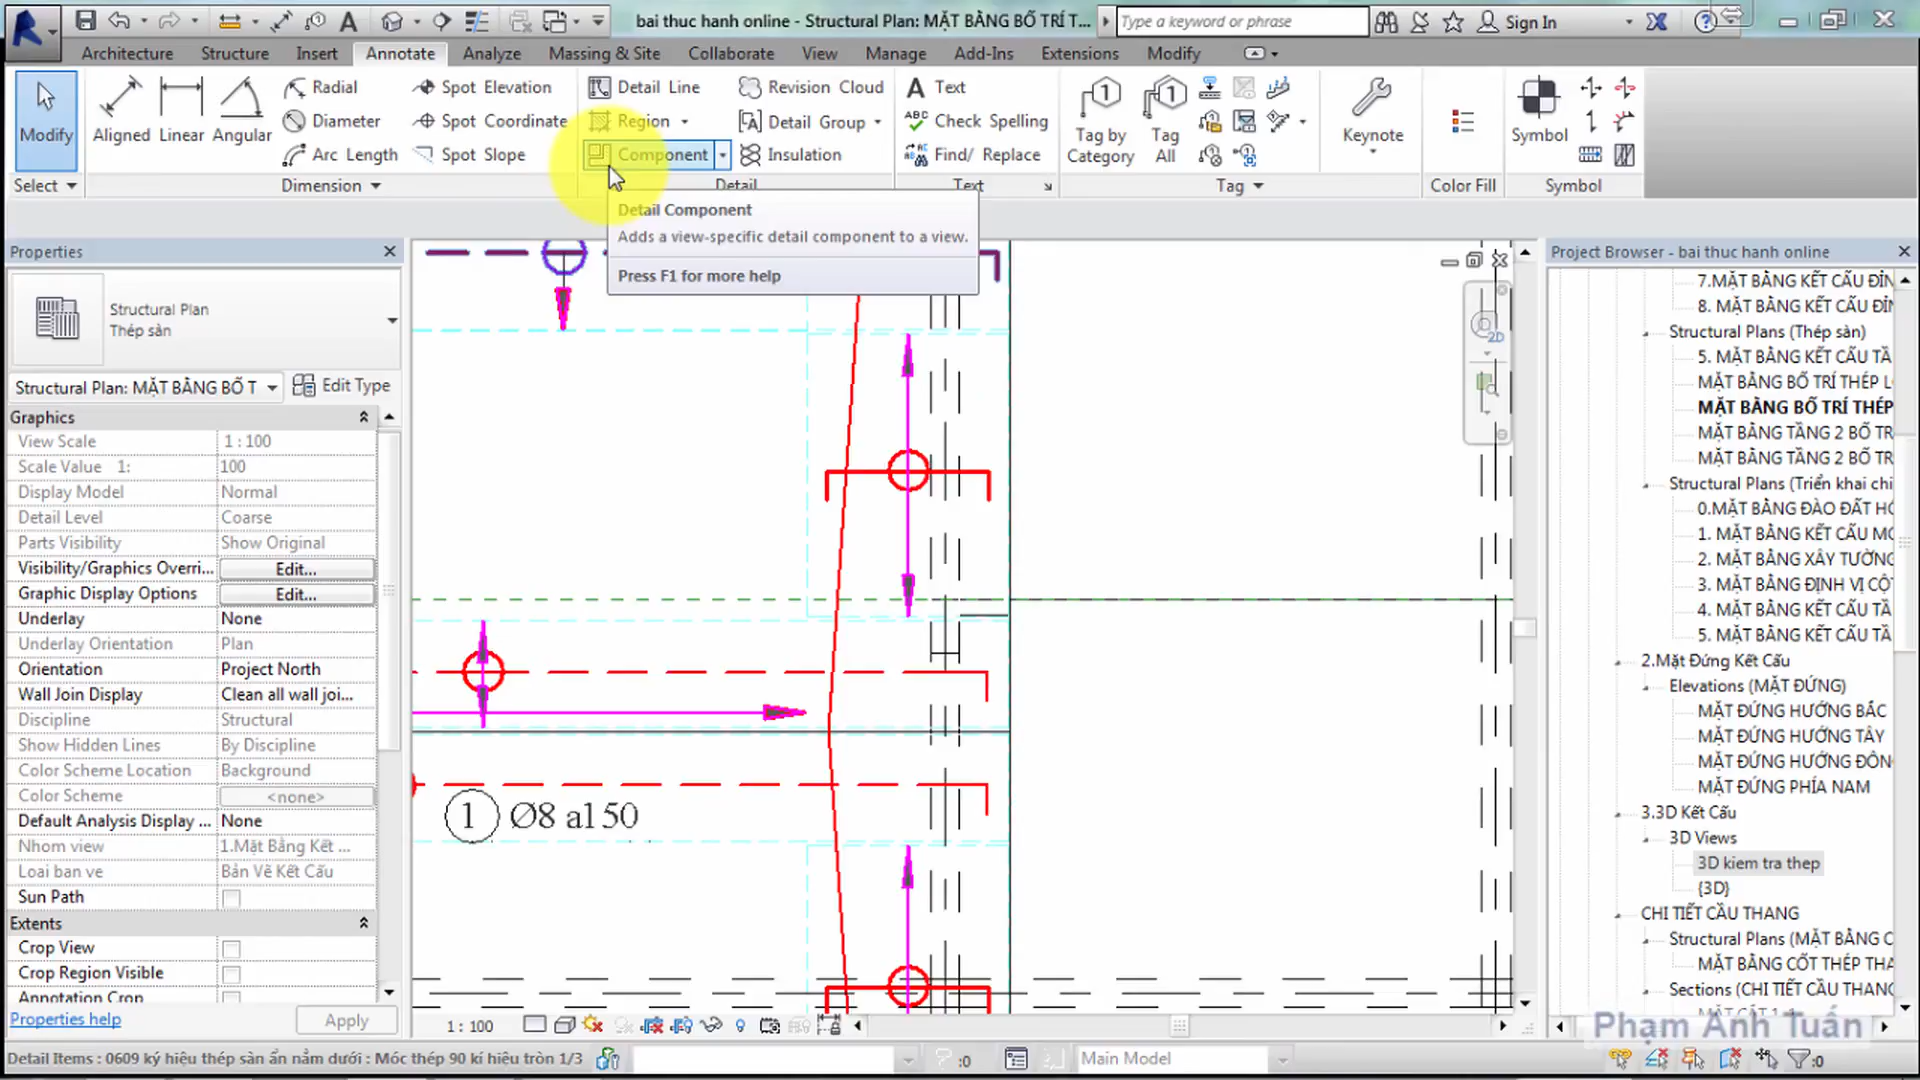 bai thuc hanh online - Structural Plan: MẶT BẰNG BỐ TRÍ T...
Type a keyword or phrase
Sign In
Architecture Structure Insert Annotate Analyze Massing & Site Collaborate View Manage Add-Ins Extensions Modify
Modify
Aligned Linear Angular
Radial
Diameter
Arc Length
Spot Elevation
Spot Coordinate
Spot Slope
Detail Line
Region
Component
Revision Cloud
Detail Group
Insulation
Text
Check Spelling
Find/ Replace
Tag by
Category
Tag
All
Keynote
Symbol
Select Dimension Detail Text Tag Color Fill Symbol
Detail Component
Adds a view-specific detail component to a view.
Press F1 for more help
Properties
Structural Plan
Thép sàn
Structural Plan: MẶT BẰNG BỐ T
Edit Type
Graphics
View Scale 1 : 100
Scale Value 1: 100
Display Model Normal
Detail Level Coarse
Parts Visibility Show Original
Visibility/Graphics Overri... Edit...
Graphic Display Options Edit...
Underlay None
Underlay Orientation Plan
Orientation Project North
Wall Join Display Clean all wall joi...
Discipline Structural
Show Hidden Lines By Discipline
Color Scheme Location Background
Color Scheme <none>
Default Analysis Display ... None
Nhom view 1.Mặt Bằng Kết ...
Loai ban ve Bản Vẽ Kết Cấu
Sun Path
Extents
Crop View
Crop Region Visible
Annotation Crop
Properties help
Apply
2D
1 Ø8 a150
Project Browser - bai thuc hanh online
7.MẶT BẰNG KẾT CẤU ĐỈN
8. MẶT BẰNG KẾT CẤU ĐỈN
Structural Plans (Thép sàn)
5. MẶT BẰNG KẾT CẤU TẦ
MẶT BẰNG BỐ TRÍ THÉP L
MẶT BẰNG BỐ TRÍ THÉP
MẶT BẰNG TẦNG 2 BỐ TR
MẶT BẰNG TẦNG 2 BỐ TR
Structural Plans (Triển khai chi
0.MẶT BẰNG ĐÀO ĐẤT HỐ
1. MẶT BẰNG KẾT CẤU MÓ
2. MẶT BẰNG XÂY TƯỜNG
3. MẶT BẰNG ĐỊNH VỊ CỘ
4. MẶT BẰNG KẾT CẤU TẦ
5. MẶT BẰNG KẾT CẤU TẦ
2.Mặt Đứng Kết Cấu
Elevations (MẶT ĐỨNG)
MẶT ĐỨNG HƯỚNG BẮC
MẶT ĐỨNG HƯỚNG TÂY
MẶT ĐỨNG HƯỚNG ĐÔN
MẶT ĐỨNG PHÍA NAM
3.3D Kết Cấu
3D Views
3D kiem tra thep
{3D}
CHI TIẾT CẦU THANG
Structural Plans (MẶT BẰNG C
MẶT BẰNG CỐT THÉP THA
Sections (CHI TIẾT CẦU THANG
Phạm Anh Tuấn
1 : 100
Detail Items : 0609 ký hiệu thép sàn ẩn nằm dưới : Móc thép 90 kí hiệu tròn 1/3
:0
Main Model
:0